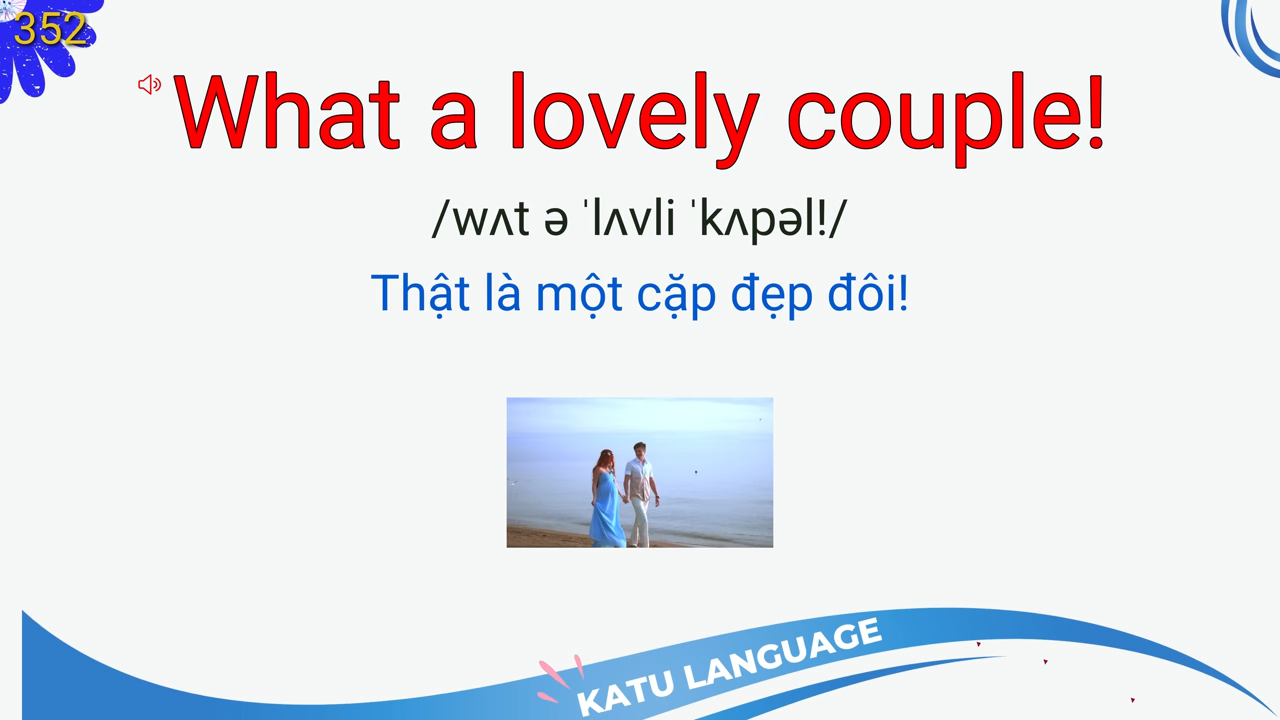 352
What a lovely couple!
/wʌt ə ˈlʌvli ˈkʌpəl!/
Thật là một cặp đẹp đôi!
KATU LANGUAGE